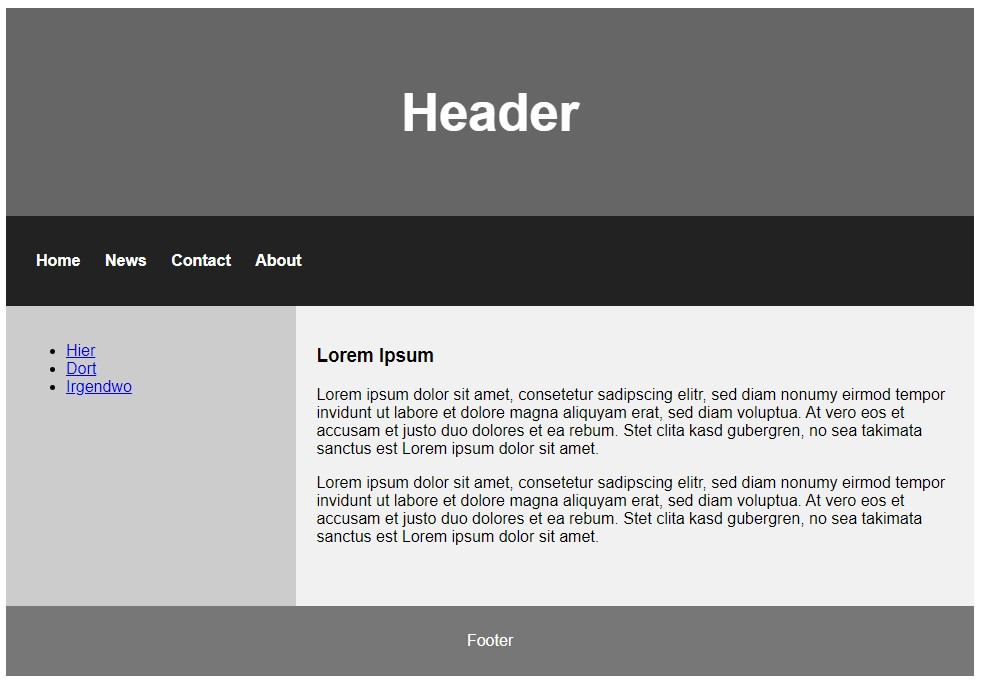 Header
Home News Contact About
Hier
Dort
Irgendwo
Lorem Ipsum
Lorem ipsum dolor sit amet, consetetur sadipscing elitr, sed diam nonumy eirmod tempor
invidunt ut labore et dolore magna aliquyam erat, sed diam voluptua. At vero eos et
accusam et justo duo dolores et ea rebum. Stet clita kasd gubergren, no sea takimata
sanctus est Lorem ipsum dolor sit amet.
Lorem ipsum dolor sit amet, consetetur sadipscing elitr, sed diam nonumy eirmod tempor
invidunt ut labore et dolore magna aliquyam erat, sed diam voluptua. At vero eos et
accusam et justo duo dolores et ea rebum. Stet clita kasd gubergren, no sea takimata
sanctus est Lorem ipsum dolor sit amet.
Footer